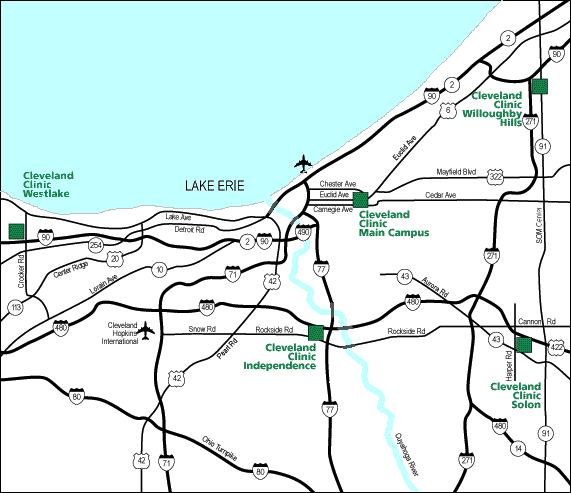 2
90
2
90
6
Cleveland
Clinic
Willoughby
Hills
271
91
Euclid Ave
Mayfield Blvd
322
Chester Ave
Euclid Ave
Cedar Ave
Carnegie Ave
Cleveland
Clinic
Westlake
LAKE ERIE
Cleveland
Clinic
Main Campus
SOM Center
Lake Ave
Detroit Rd
90
254
20
2
90
490
271
Crocker Rd
Center Ridge
10
Lorain Ave
71
42
77
43
Aurora Rd
113
480
480
480
Cleveland
Hopkins
International
Snow Rd
Rockside Rd
Rockside Rd
Cannon Rd
Pearl Rd
Cleveland
Clinic
Independence
43
Harper Rd
422
Cleveland
Clinic
Solon
42
80
77
Ohio Turnpike
Cuyahoga River
480
91
14
42
71
80
271